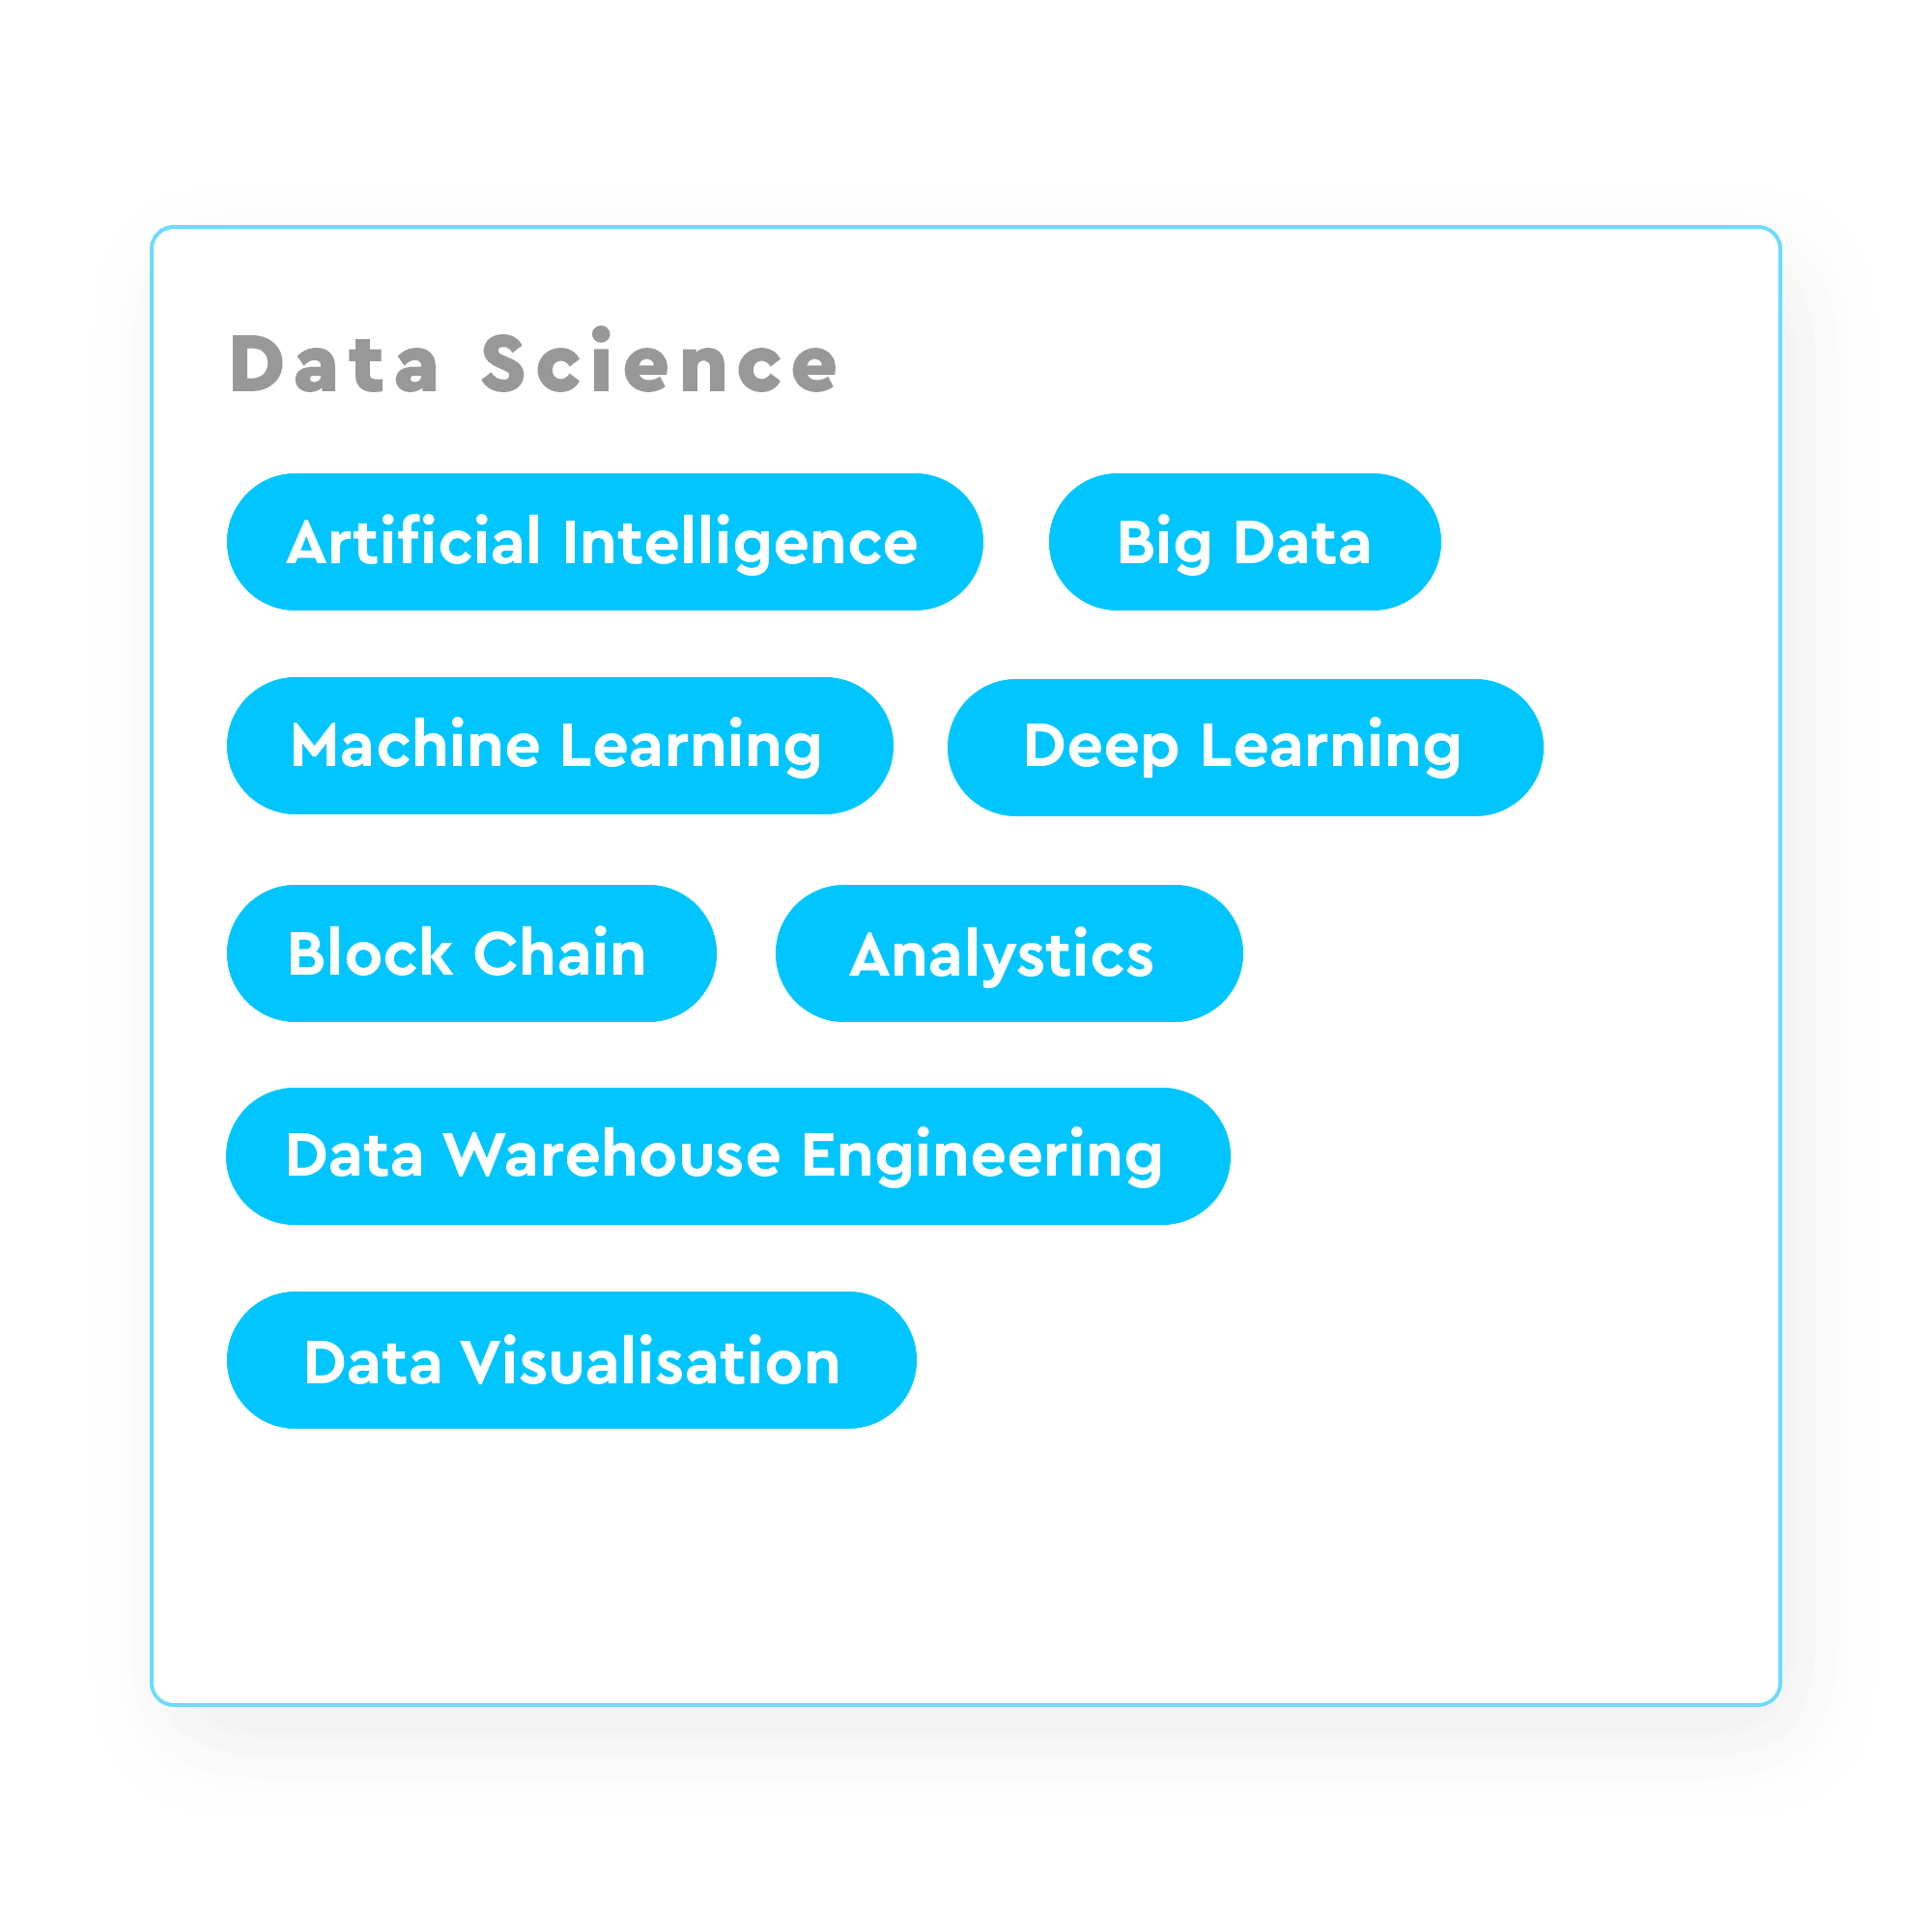 Data Science
Artificial Intelligence
Big Data
Machine Learning
Deep Learning
Block Chain
Analystics
Data Warehouse Engineering
Data Visualisation